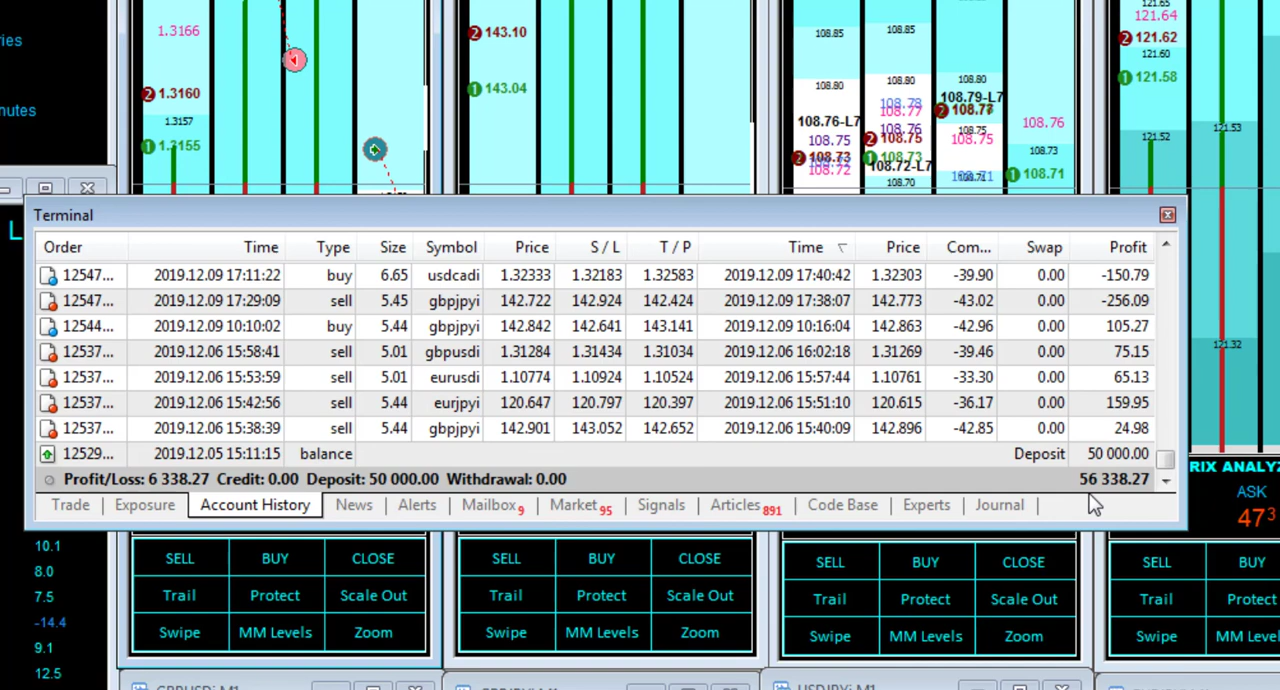 ries
nutes
L
1.3166
2 1.3160
1.3157
1 1.3155
2 143.10
1 143.04
108.85
108.80
108.76-L7
108.75
2 108.73
108.72
108.85
108.80
108.78
108.77
108.76
2 108.75
1 108.73
108.72-L7
108.70
108.80
108.79-L7
2 108.77
108.75
108.75
108.71
108.76
108.73
1 108.71
121.65
121.64
2 121.62
121.60
1 121.58
121.52
121.53
121.32
Terminal
Order Time Type Size Symbol Price S / L T / P Time Price Com... Swap Profit
12547... 2019.12.09 17:11:22 buy 6.65 usdcadi 1.32333 1.32183 1.32583 2019.12.09 17:40:42 1.32303 -39.90 0.00 -150.79
12547... 2019.12.09 17:29:09 sell 5.45 gbpjpyi 142.722 142.924 142.424 2019.12.09 17:38:07 142.773 -43.02 0.00 -256.09
12544... 2019.12.09 10:10:02 buy 5.44 gbpjpyi 142.842 142.641 143.141 2019.12.09 10:16:04 142.863 -42.96 0.00 105.27
12537... 2019.12.06 15:58:41 sell 5.01 gbpusdi 1.31284 1.31434 1.31034 2019.12.06 16:02:18 1.31269 -39.46 0.00 75.15
12537... 2019.12.06 15:53:59 sell 5.01 eurusdi 1.10774 1.10924 1.10524 2019.12.06 15:57:44 1.10761 -33.30 0.00 65.13
12537... 2019.12.06 15:42:56 sell 5.44 eurjpyi 120.647 120.797 120.397 2019.12.06 15:51:10 120.615 -36.17 0.00 159.95
12537... 2019.12.06 15:38:39 sell 5.44 gbpjpyi 142.901 143.052 142.652 2019.12.06 15:40:09 142.896 -42.85 0.00 24.98
12529... 2019.12.05 15:11:15 balance Deposit 50 000.00
Profit/Loss: 6 338.27 Credit: 0.00 Deposit: 50 000.00 Withdrawal: 0.00 56 338.27
Trade | Exposure | Account History | News | Alerts | Mailbox 9 | Market 95 | Signals | Articles 891 | Code Base | Experts | Journal |
RIX ANALYZ
ASK
47 3
10.1
8.0
7.5
-14.4
9.1
12.5
SELL BUY CLOSE SELL BUY CLOSE SELL BUY CLOSE SELL BUY
Trail Protect Scale Out Trail Protect Scale Out Trail Protect Scale Out Trail Protect
Swipe MM Levels Zoom Swipe MM Levels Zoom Swipe MM Levels Zoom Swipe MM Leve
GBPUSDi M1
USDJPYi M1